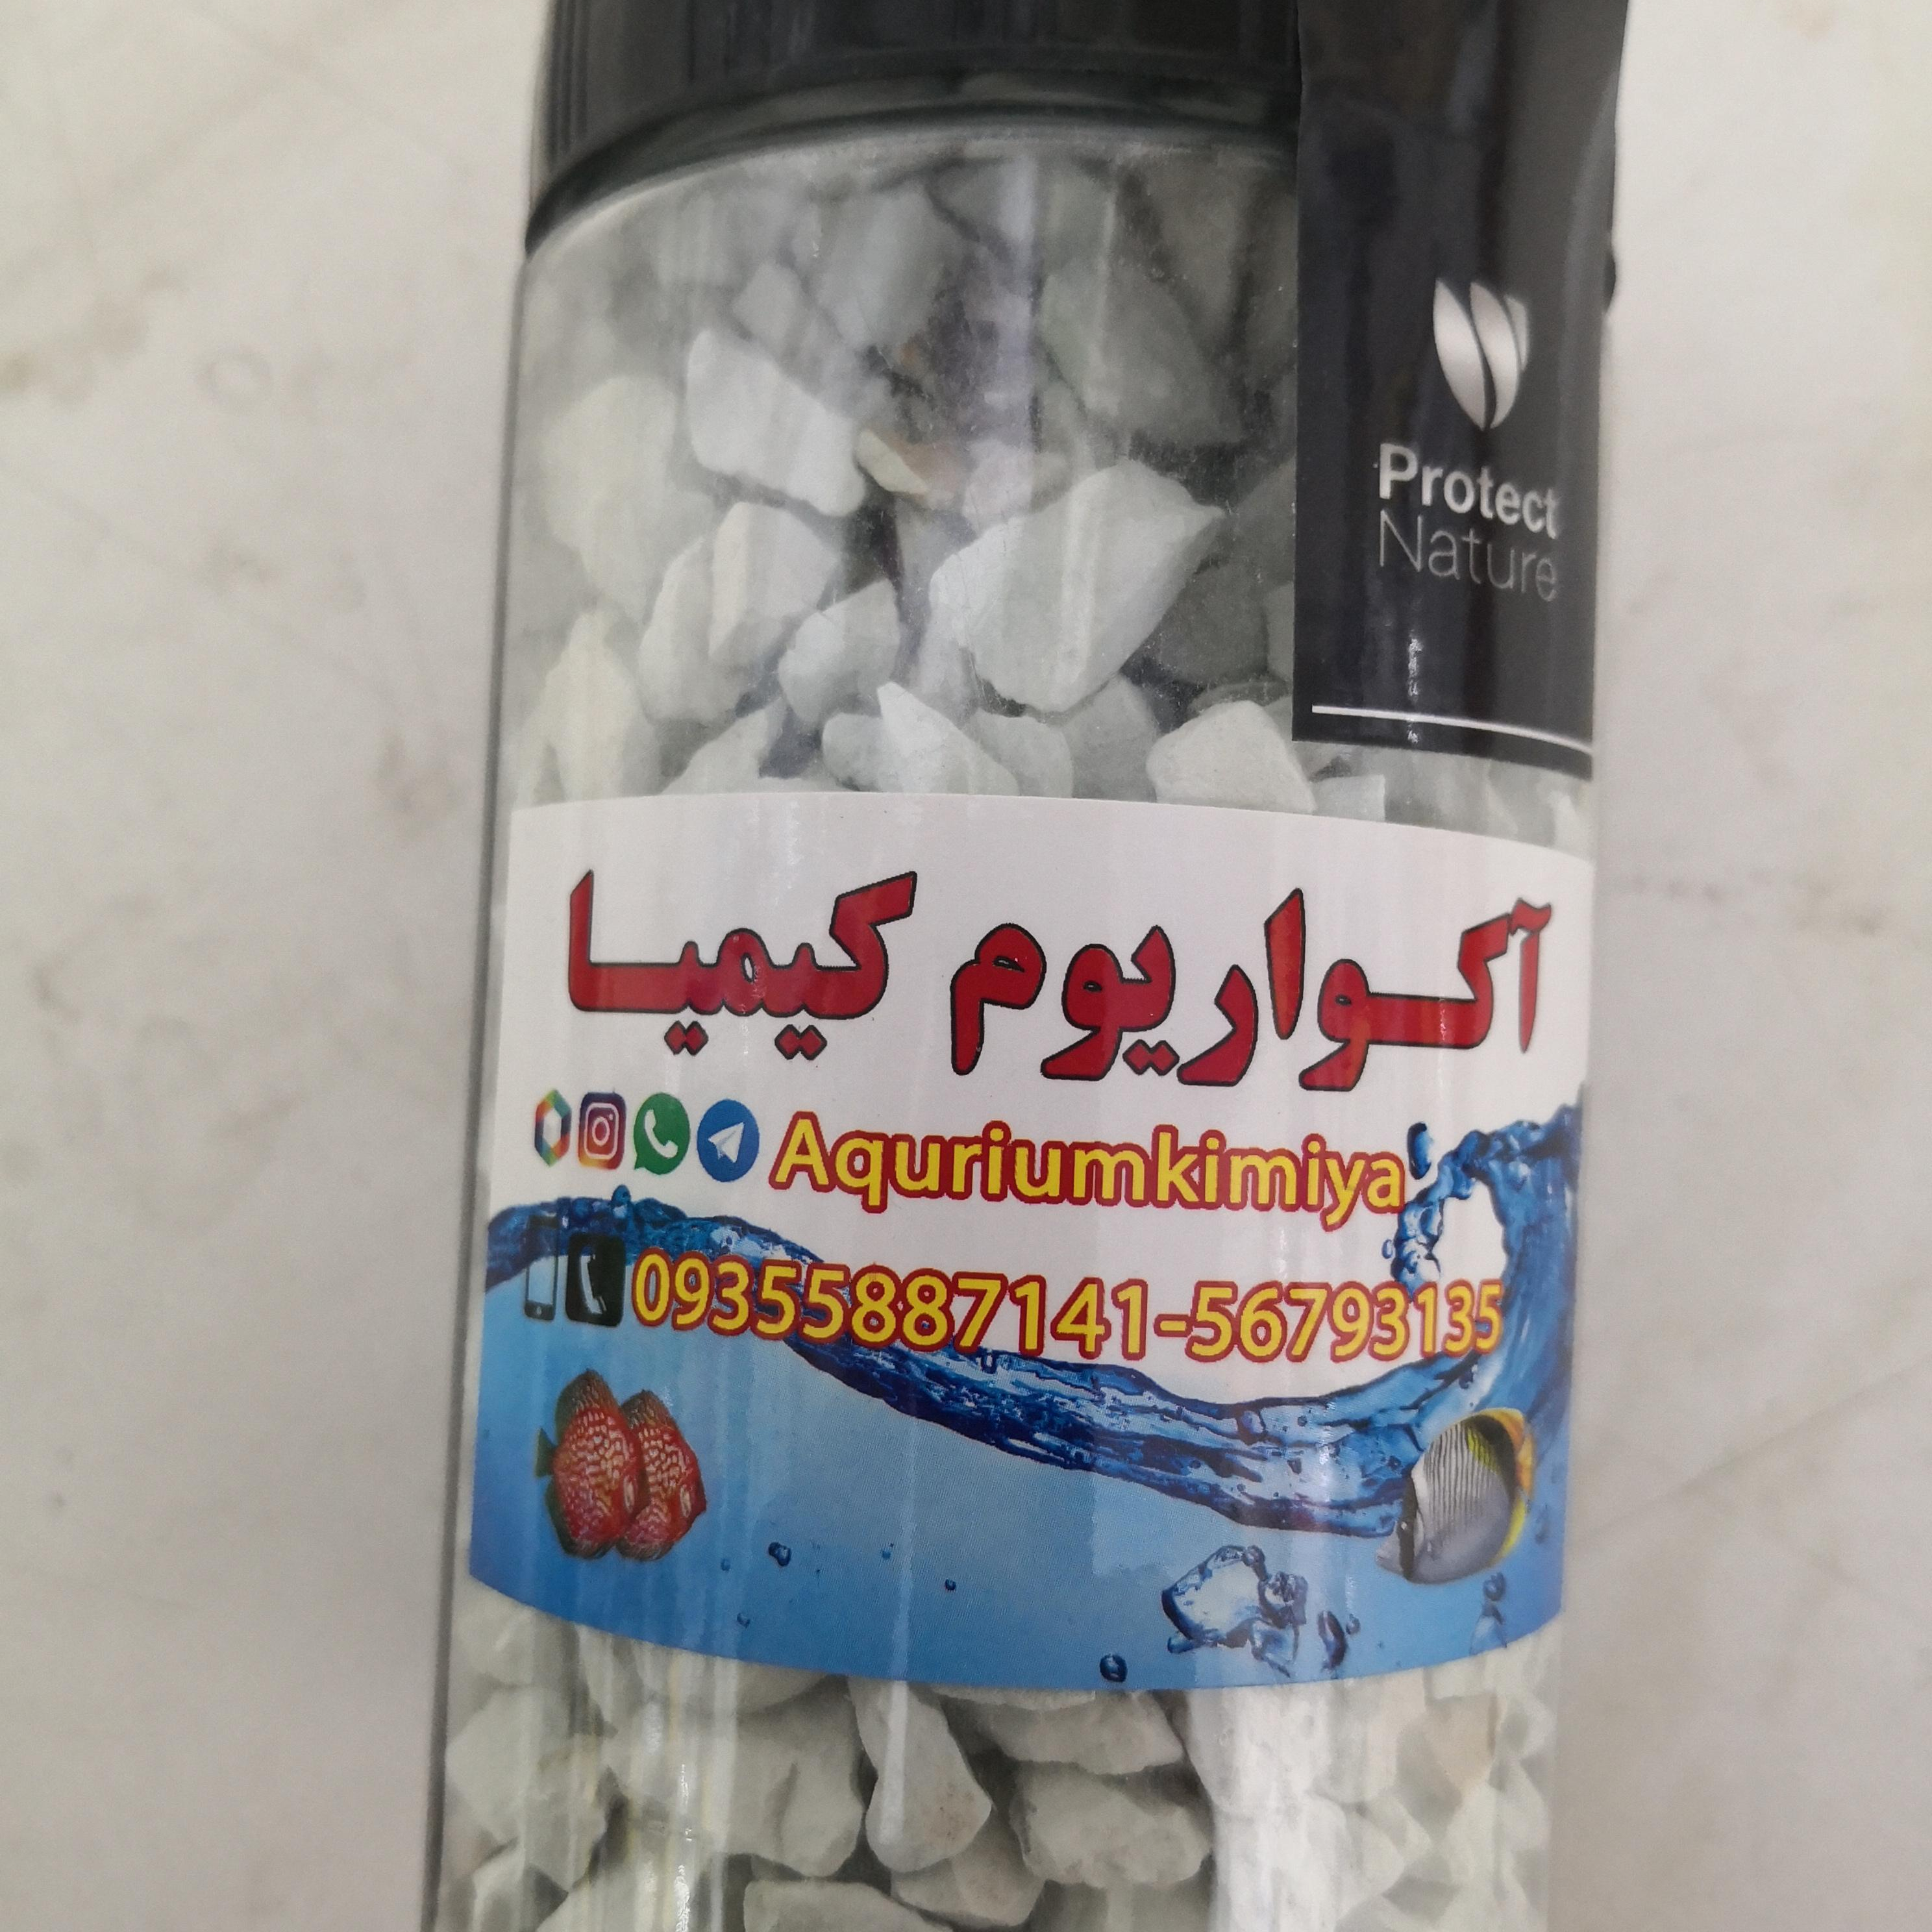 Protect
Nature
آکواریوم کیمیا
Aquriumkimiya
09355887141-56793135